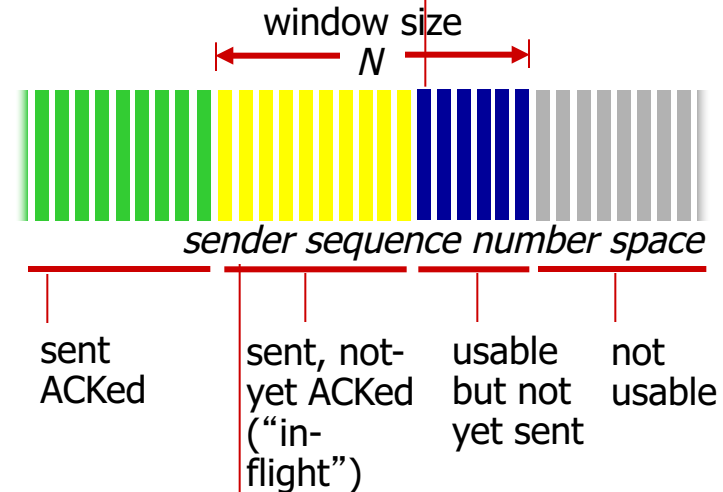 window size
N
sender sequence number space
sent
ACKed
sent, not-
yet ACKed
(“in-
flight”)
usable
but not
yet sent
not
usable